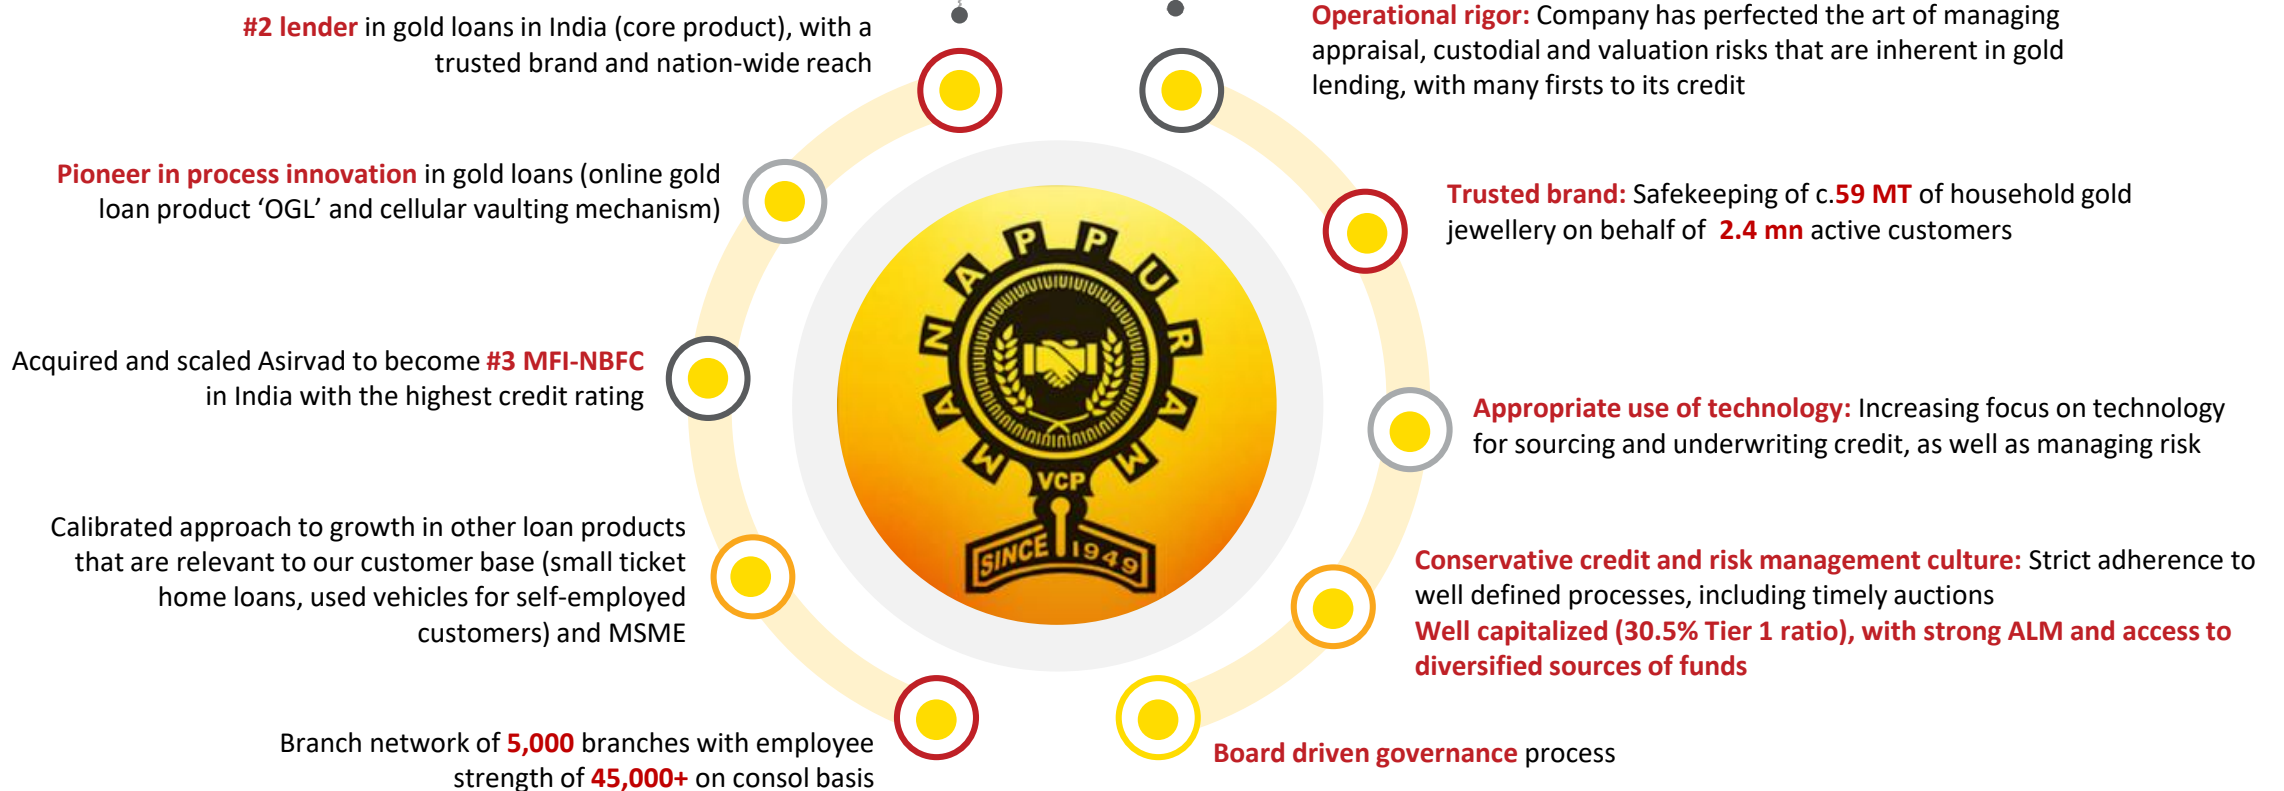 #2 lender in gold loans in India (core product), with a
trusted brand and nation-wide reach
Pioneer in process innovation in gold loans (online gold
loan product ‘OGL’ and cellular vaulting mechanism)
Acquired and scaled Asirvad to become #3 MFI-NBFC
in India with the highest credit rating
Calibrated approach to growth in other loan products
that are relevant to our customer base (small ticket
home loans, used vehicles for self-employed
customers) and MSME
Branch network of 5,000 branches with employee
strength of 45,000+ on consol basis
MANAPPURAM
VCP
SINCE 1949
Operational rigor: Company has perfected the art of managing
appraisal, custodial and valuation risks that are inherent in gold
lending, with many firsts to its credit
Trusted brand: Safekeeping of c.59 MT of household gold
jewellery on behalf of 2.4 mn active customers
Appropriate use of technology: Increasing focus on technology
for sourcing and underwriting credit, as well as managing risk
Conservative credit and risk management culture: Strict adherence to
well defined processes, including timely auctions
Well capitalized (30.5% Tier 1 ratio), with strong ALM and access to
diversified sources of funds
Board driven governance process